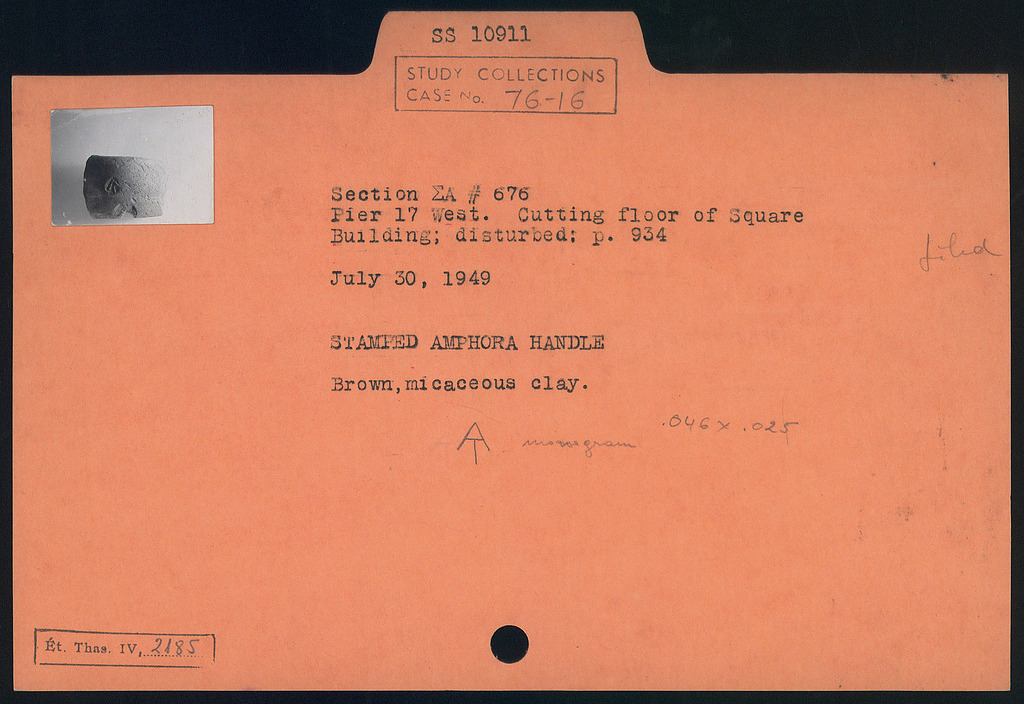 SS 10911
STUDY COLLECTIONS
CASE No. 76-16
Section ΣΑ # 676
Pier 17 West. Cutting floor of Square
Building; disturbed; p. 934
filed
July 30, 1949
STAMPED AMPHORA HANDLE
Brown,micaceous clay.
.046 x .025
monogram
Ét. Thas. IV, 2185